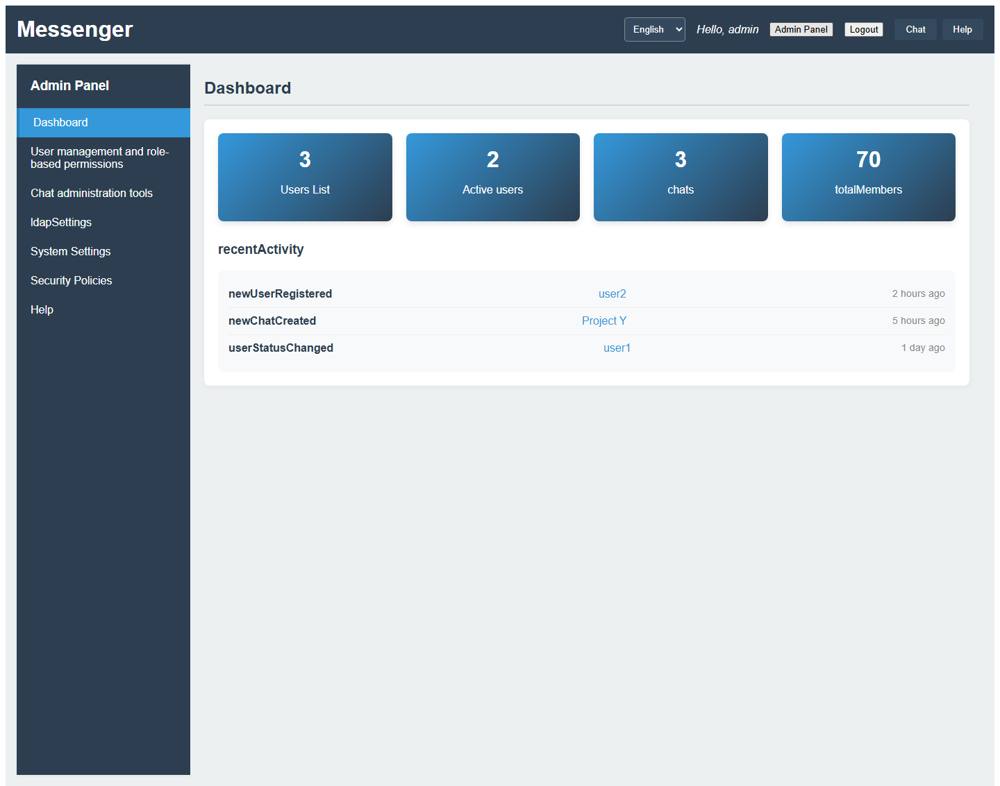 Messenger
English
Hello, admin
Admin Panel
Logout
Chat
Help
Admin Panel
Dashboard
User management and role-
based permissions
Chat administration tools
ldapSettings
System Settings
Security Policies
Help
Dashboard
3
Users List
2
Active users
3
chats
70
totalMembers
recentActivity
newUserRegistered user2 2 hours ago
newChatCreated Project Y 5 hours ago
userStatusChanged user1 1 day ago